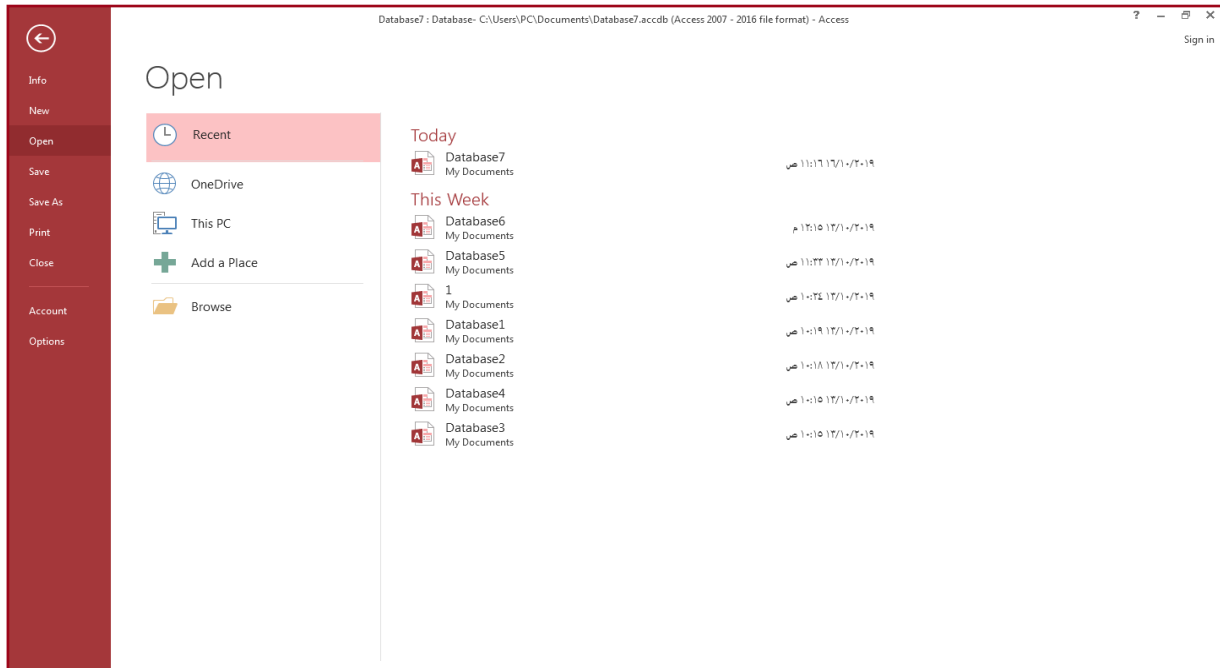 Database7 : Database- C:\Users\PC\Documents\Database7.accdb (Access 2007 - 2016 file format) - Access
?
Sign in
Info
New
Open
Save
Save As
Print
Close
Account
Options
Open
Recent
OneDrive
This PC
Add a Place
Browse
Today
Database7
My Documents
١١:١٦ ١٦/١٠/٢٠١٩ ص
This Week
Database6
My Documents
١٢:١٥ ١٣/١٠/٢٠١٩ م
Database5
My Documents
١١:٣٣ ١٣/١٠/٢٠١٩ ص
1
My Documents
١٠:٢٤ ١٣/١٠/٢٠١٩ ص
Database1
My Documents
١٠:١٩ ١٣/١٠/٢٠١٩ ص
Database2
My Documents
١٠:١٨ ١٣/١٠/٢٠١٩ ص
Database4
My Documents
١٠:١٥ ١٣/١٠/٢٠١٩ ص
Database3
My Documents
١٠:١٥ ١٣/١٠/٢٠١٩ ص